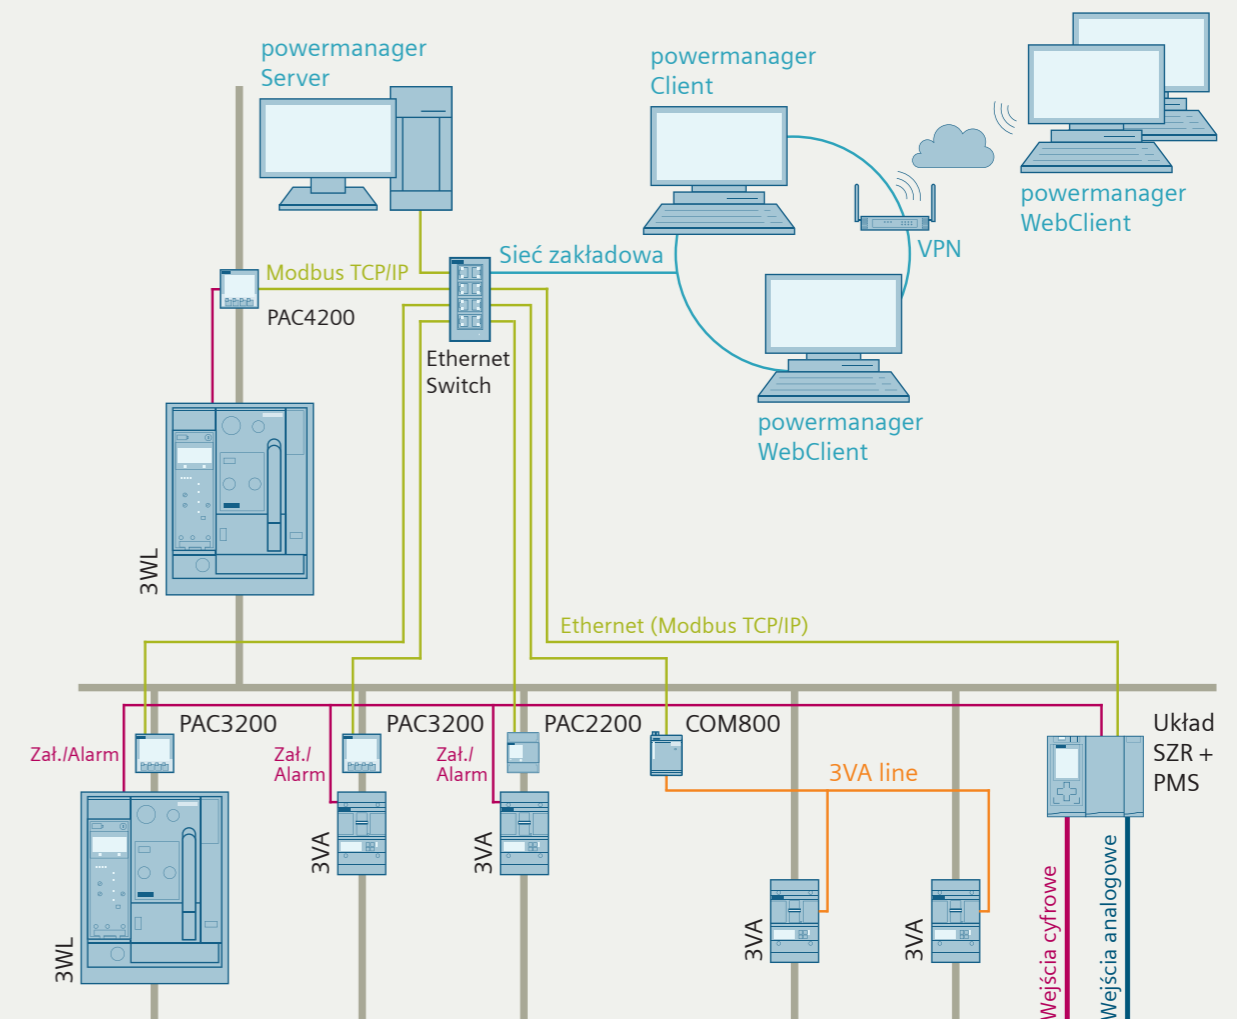 powermanager
Server
powermanager
Client
powermanager
WebClient
VPN
Sieć zakładowa
Modbus TCP/IP
PAC4200
Ethernet
Switch
powermanager
WebClient
3WL
Ethernet (Modbus TCP/IP)
PAC3200
PAC3200
PAC2200
COM800
Układ
SZR +
PMS
Zał./Alarm
Zał./
Alarm
Zał./
Alarm
3VA line
3WL
3VA
3VA
3VA
3VA
Wejścia cyfrowe
Wejścia analogowe